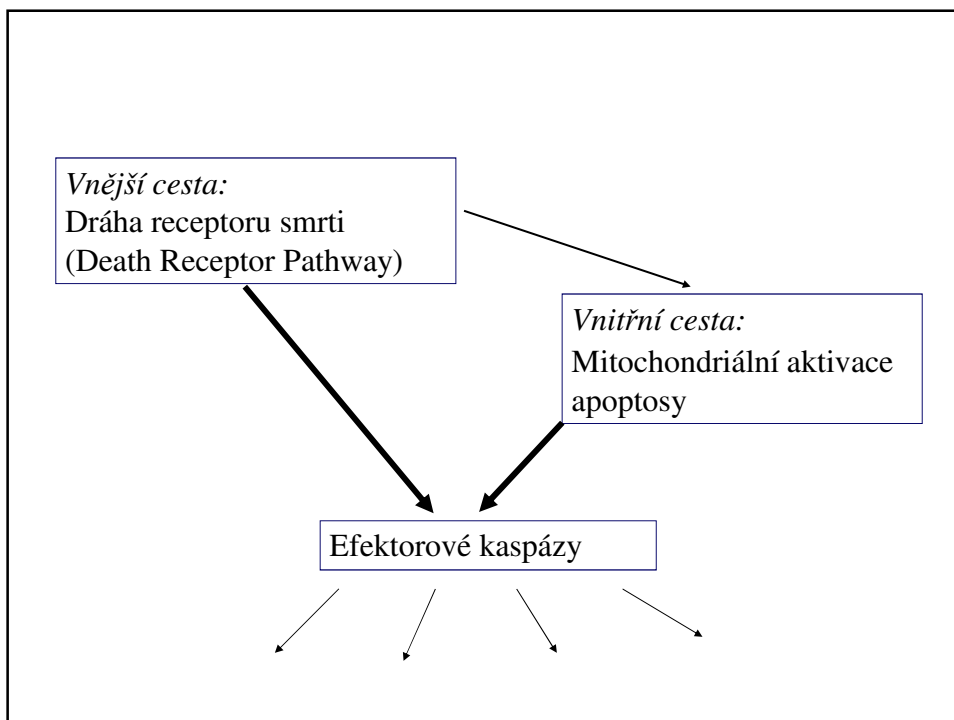 Vnější cesta:
Dráha receptoru smrti
(Death Receptor Pathway)
Vnitřní cesta:
Mitochondriální aktivace
apoptosy
Efektorové kaspázy